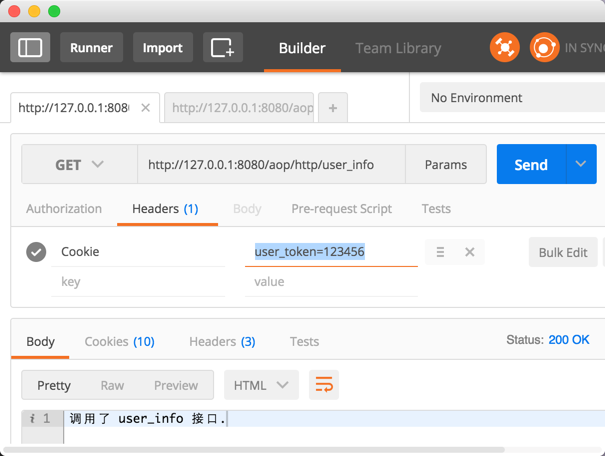 Runner Import Builder Team Library IN SYN
http://127.0.0.1:8080 http://127.0.0.1:8080/aop No Environment
GET http://127.0.0.1:8080/aop/http/user_info Params Send
Authorization Headers (1) Body Pre-request Script Tests
Cookie user_token=123456 Bulk Edit
key value
Body Cookies (10) Headers (3) Tests Status: 200 OK
Pretty Raw Preview HTML
i 1 调用了 user_info 接口.